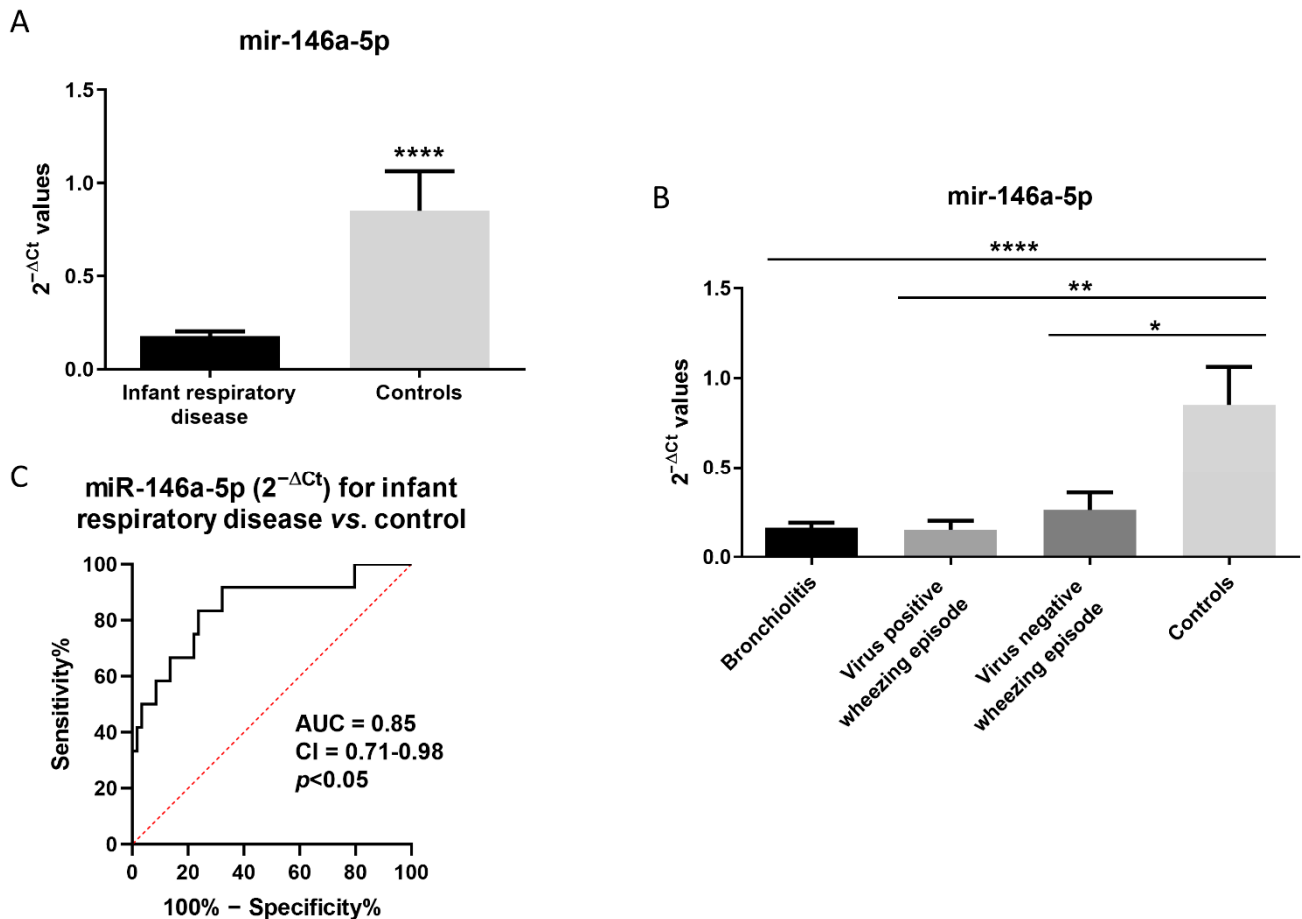 A
mir-146a-5p
2⁻ΔCt values
1.5
1.0
0.5
0.0
****
Infant respiratory
disease
Controls
B
mir-146a-5p
****
**
*
2⁻ΔCt values
1.5
1.0
0.5
0.0
Bronchiolitis
Virus positive
wheezing episode
Virus negative
wheezing episode
Controls
C
miR-146a-5p (2⁻ΔCt) for infant
respiratory disease vs. control
Sensitivity%
100
80
60
40
20
0
AUC = 0.85
CI = 0.71-0.98
p<0.05
0 20 40 60 80 100
100% − Specificity%